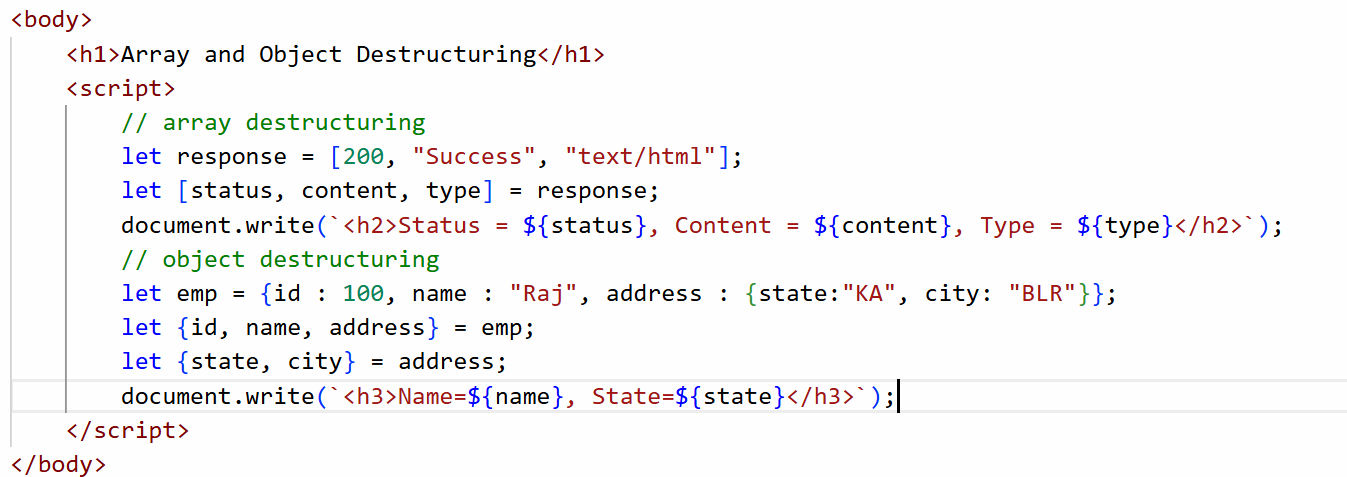 <body>
<h1>Array and Object Destructuring</h1>
<script>
// array destructuring
let response = [200, "Success", "text/html"];
let [status, content, type] = response;
document.write(`<h2>Status = ${status}, Content = ${content}, Type = ${type}</h2>`);
// object destructuring
let emp = {id : 100, name : "Raj", address : {state:"KA", city: "BLR"}};
let {id, name, address} = emp;
let {state, city} = address;
document.write(`<h3>Name=${name}, State=${state}</h3>`);
</script>
</body>